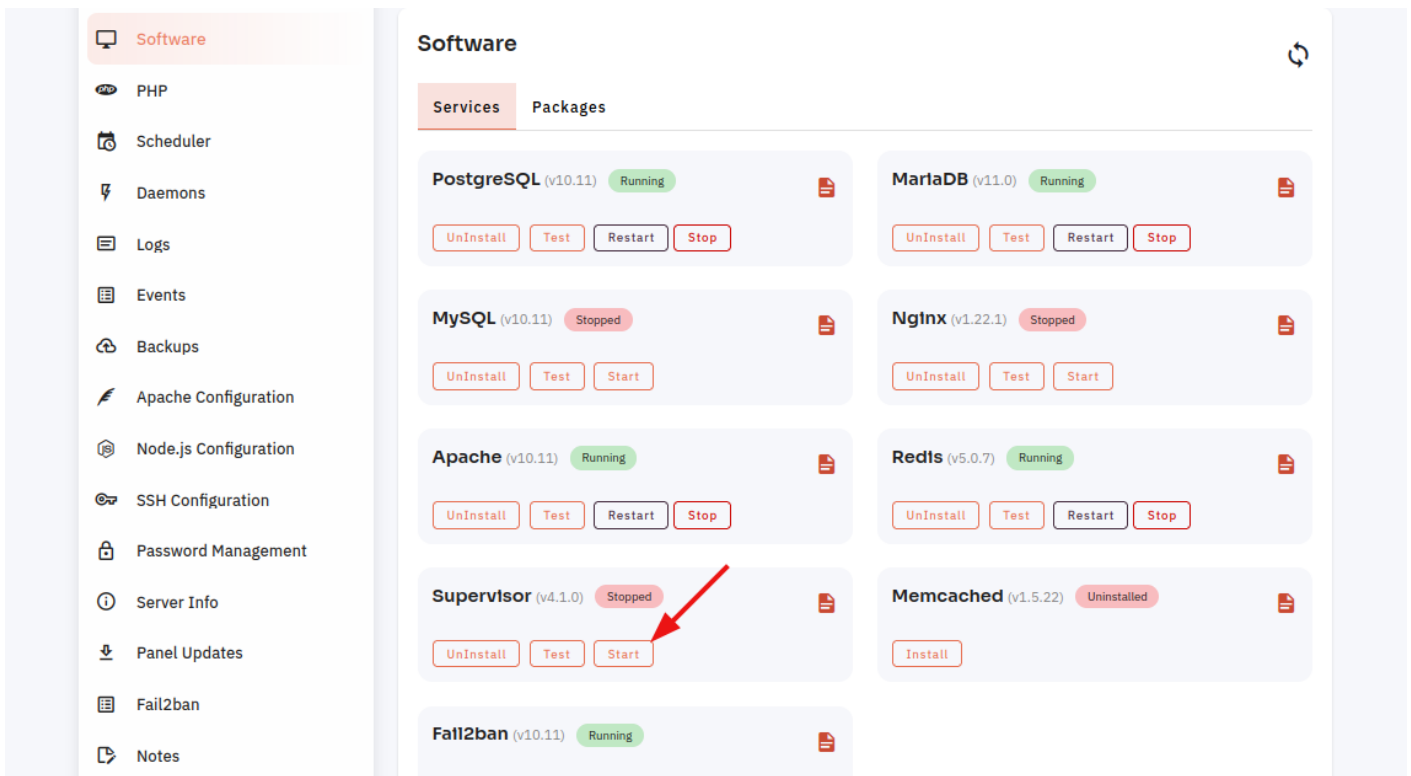 Software
PHP
Scheduler
Daemons
Logs
Events
Backups
Apache Configuration
Node.js Configuration
SSH Configuration
Password Management
Server Info
Panel Updates
Fail2ban
Notes
Software
Services Packages
PostgreSQL (v10.11) Running
UnInstall Test Restart Stop
MariaDB (v11.0) Running
UnInstall Test Restart Stop
MySQL (v10.11) Stopped
UnInstall Test Start
Nginx (v1.22.1) Stopped
UnInstall Test Start
Apache (v10.11) Running
UnInstall Test Restart Stop
Redis (v5.0.7) Running
UnInstall Test Restart Stop
Supervisor (v4.1.0) Stopped
UnInstall Test Start
Memcached (v1.5.22) Uninstalled
Install
Fail2ban (v10.11) Running